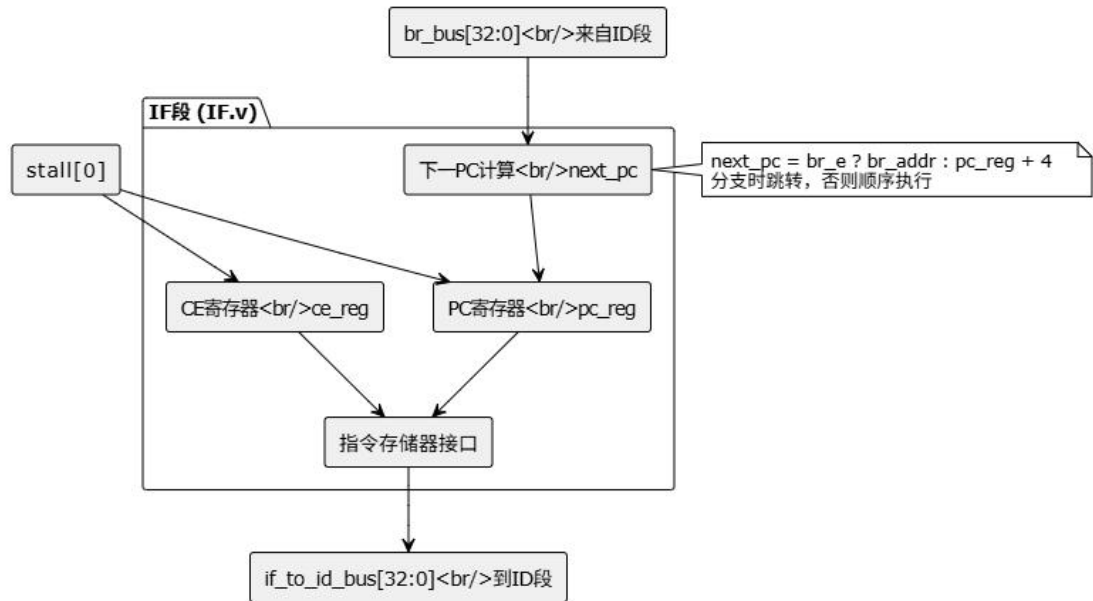 br_bus[32:0]<br/>来自ID段
IF段 (IF.v)
stall[0]
下一PC计算<br/>next_pc
next_pc = br_e ? br_addr : pc_reg + 4
分支时跳转，否则顺序执行
CE寄存器<br/>ce_reg
PC寄存器<br/>pc_reg
指令存储器接口
if_to_id_bus[32:0]<br/>到ID段